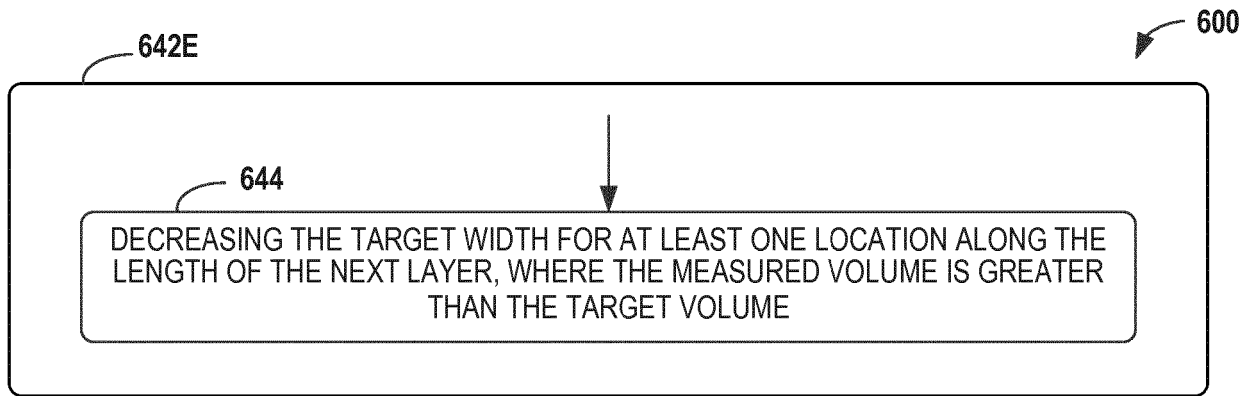 600
642E
644
DECREASING THE TARGET WIDTH FOR AT LEAST ONE LOCATION ALONG THE
LENGTH OF THE NEXT LAYER, WHERE THE MEASURED VOLUME IS GREATER
THAN THE TARGET VOLUME